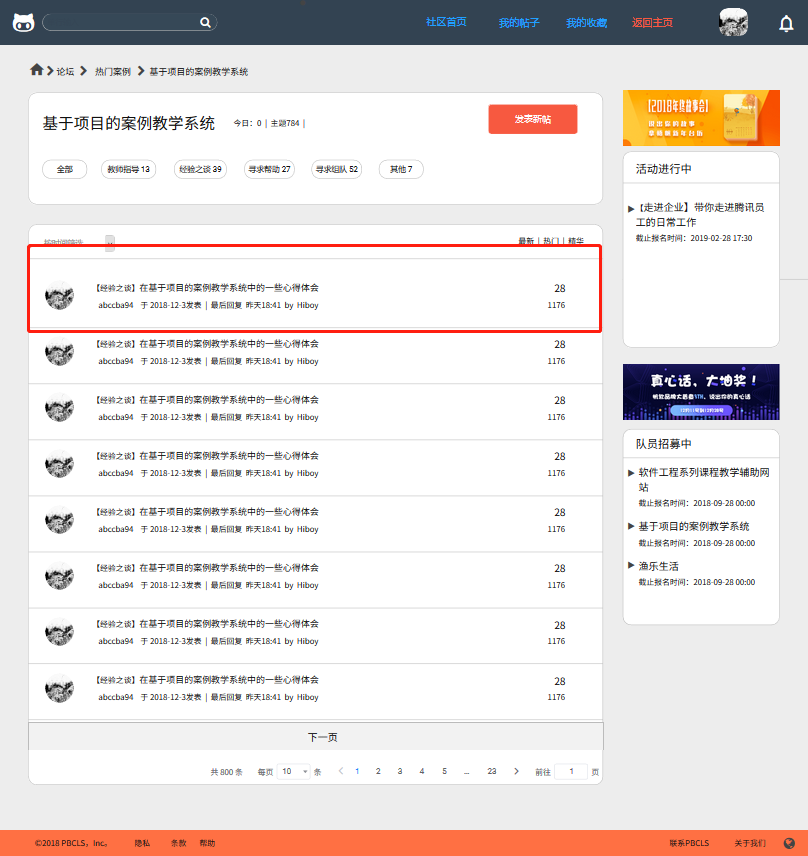 社区首页 我的帖子 我的收藏 返回主页
论坛 热门案例 基于项目的案例教学系统
基于项目的案例教学系统 今日：0 | 主题784 |
发表新帖
全部 教师指导 13 经验之谈 39 寻求帮助 27 寻求组队 52 其他 7
最新 | 热门 | 精华
【经验之谈】在基于项目的案例教学系统中的一些心得体会 28
abccba94 于 2018-12-3发表 | 最后回复 昨天18:41 by Hiboy 1176
【经验之谈】在基于项目的案例教学系统中的一些心得体会 28
abccba94 于 2018-12-3发表 | 最后回复 昨天18:41 by Hiboy 1176
【经验之谈】在基于项目的案例教学系统中的一些心得体会 28
abccba94 于 2018-12-3发表 | 最后回复 昨天18:41 by Hiboy 1176
【经验之谈】在基于项目的案例教学系统中的一些心得体会 28
abccba94 于 2018-12-3发表 | 最后回复 昨天18:41 by Hiboy 1176
【经验之谈】在基于项目的案例教学系统中的一些心得体会 28
abccba94 于 2018-12-3发表 | 最后回复 昨天18:41 by Hiboy 1176
【经验之谈】在基于项目的案例教学系统中的一些心得体会 28
abccba94 于 2018-12-3发表 | 最后回复 昨天18:41 by Hiboy 1176
【经验之谈】在基于项目的案例教学系统中的一些心得体会 28
abccba94 于 2018-12-3发表 | 最后回复 昨天18:41 by Hiboy 1176
【经验之谈】在基于项目的案例教学系统中的一些心得体会 28
abccba94 于 2018-12-3发表 | 最后回复 昨天18:41 by Hiboy 1176
下一页
共 800 条 每页 10 条 1 2 3 4 5 ... 23 前往 1 页
【2018年终故事会】
说出你的故事
活动进行中
【走进企业】带你走进腾讯员
工的日常工作
截止报名时间：2019-02-28 17:30
真心话，大抽奖！
队员招募中
软件工程系列课程教学辅助网
站
截止报名时间：2018-09-28 00:00
基于项目的案例教学系统
截止报名时间：2018-09-28 00:00
渔乐生活
截止报名时间：2018-09-28 00:00
©2018 PBCLS，Inc。 隐私 条款 帮助 联系PBCLS 关于我们